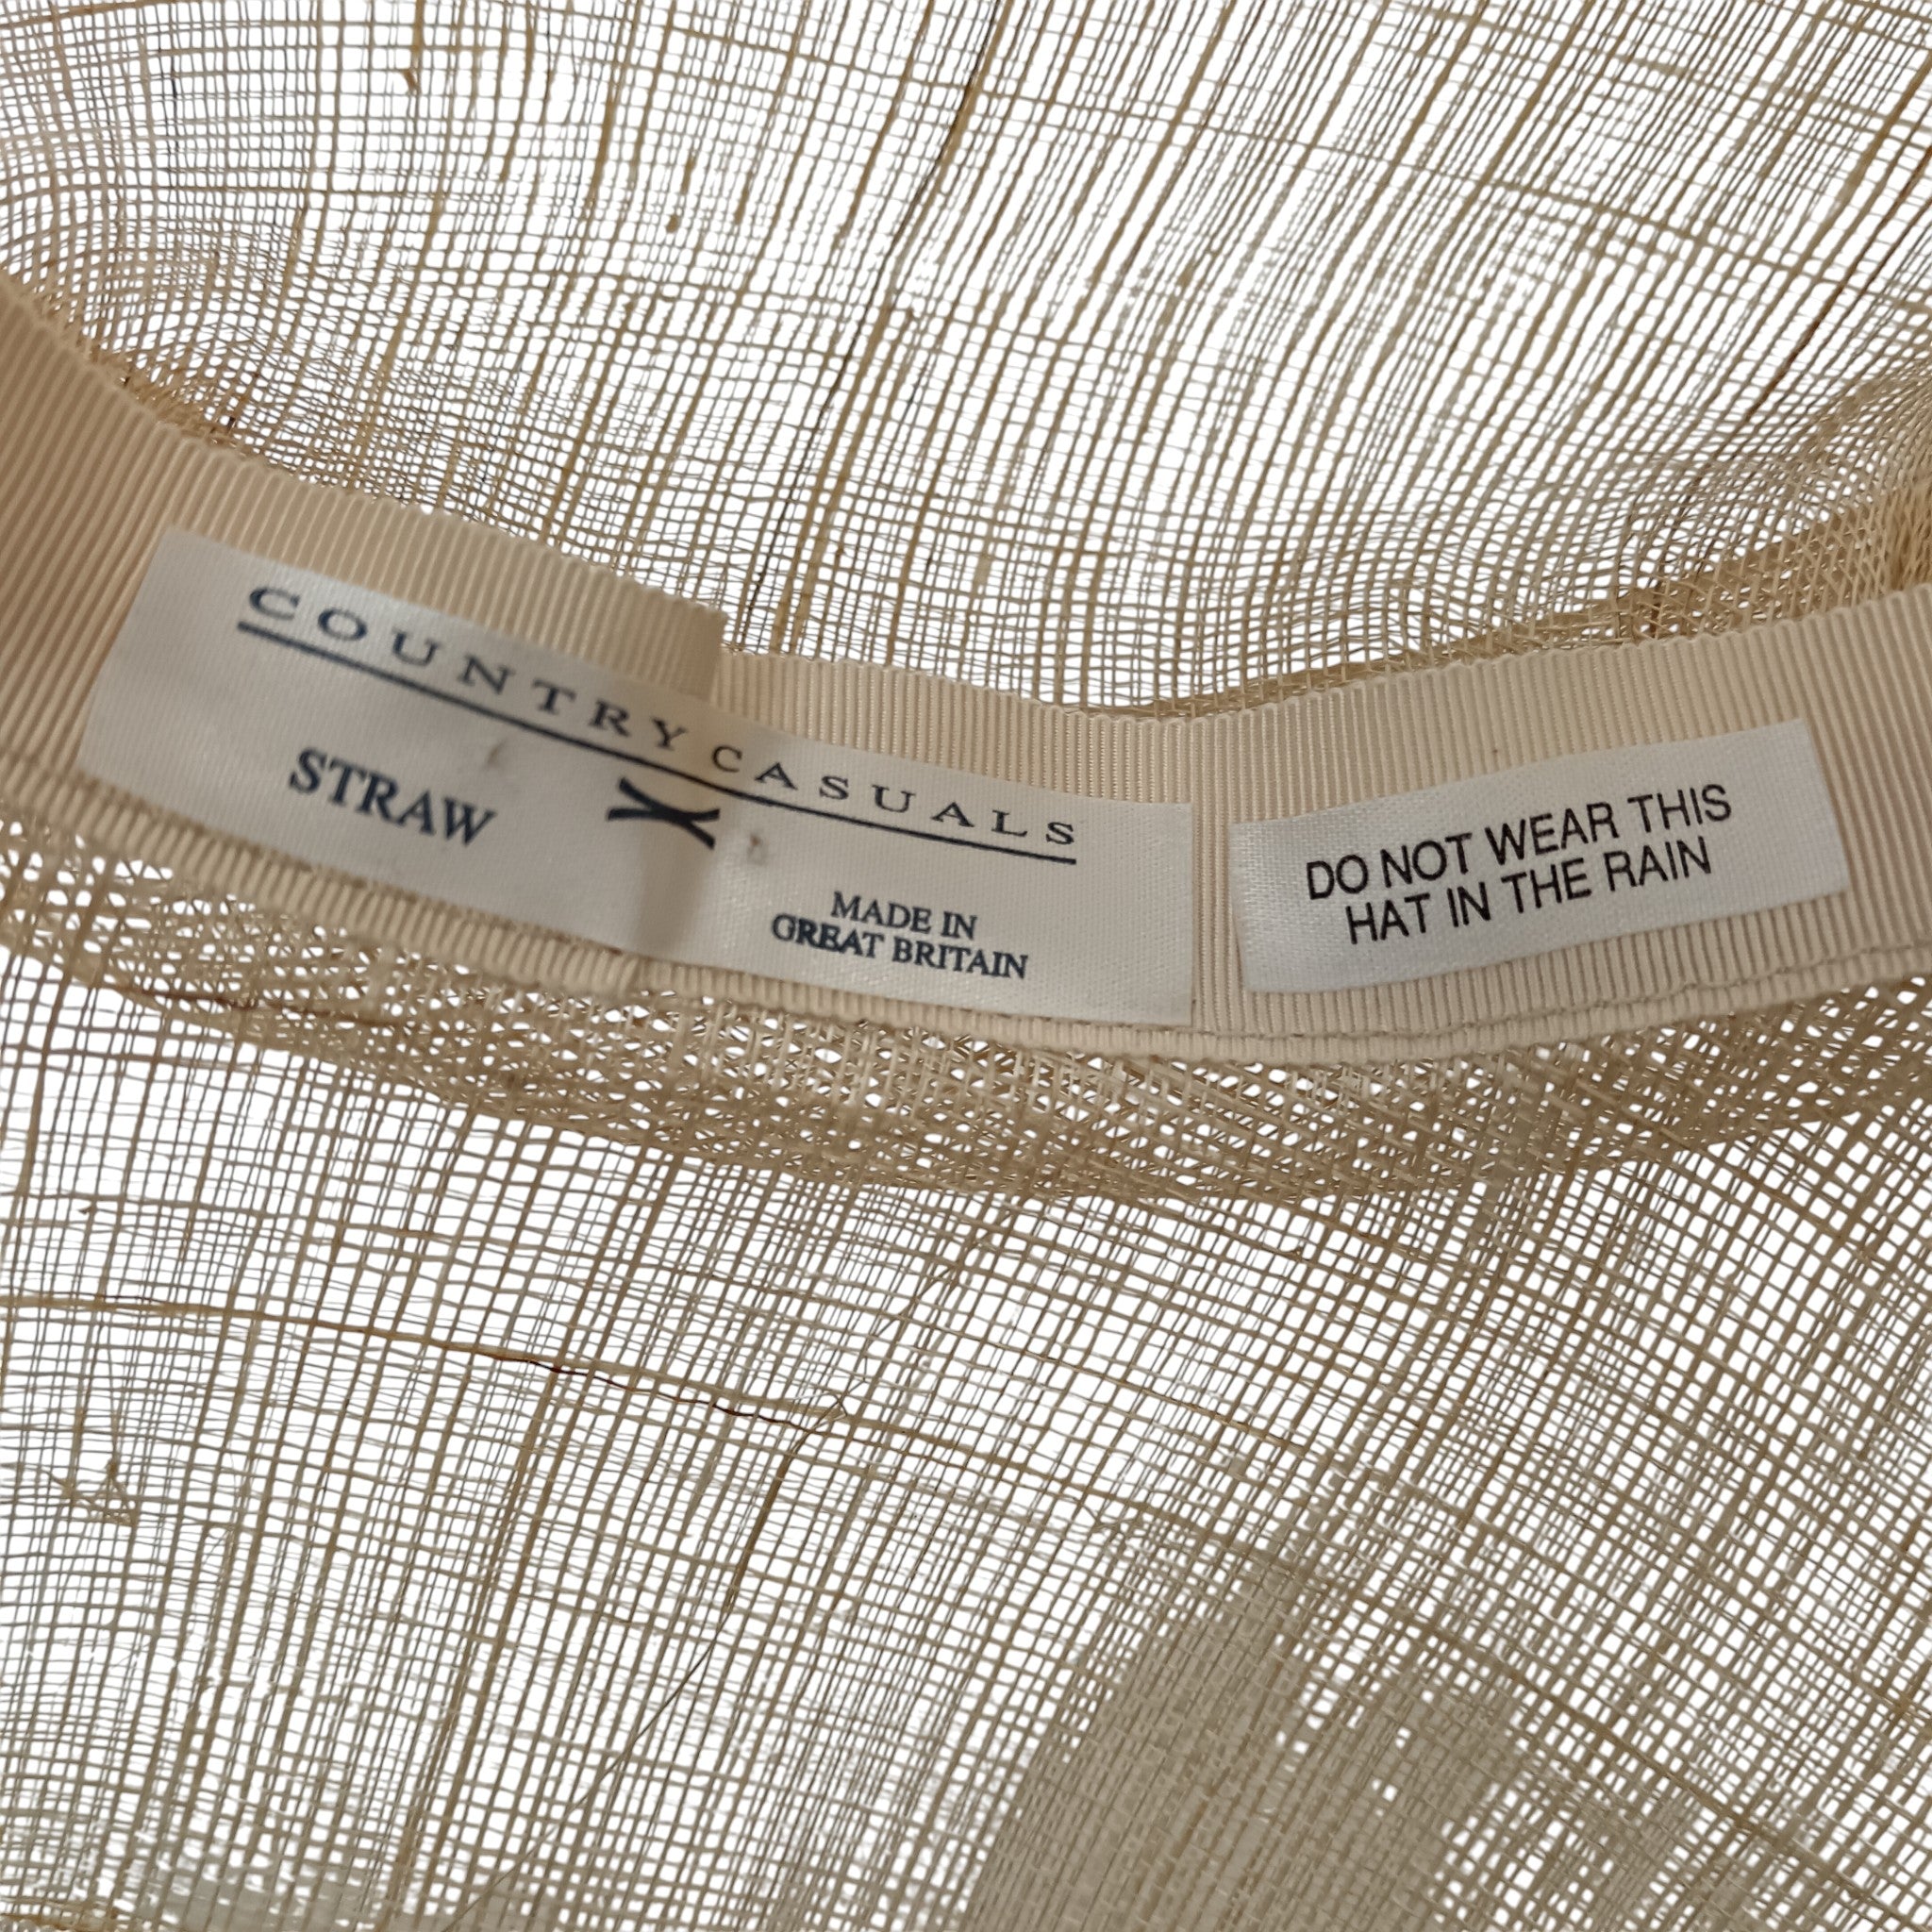 COUNTRY CASUALS
STRAW
MADE IN
GREAT BRITAIN
DO NOT WEAR THIS
HAT IN THE RAIN